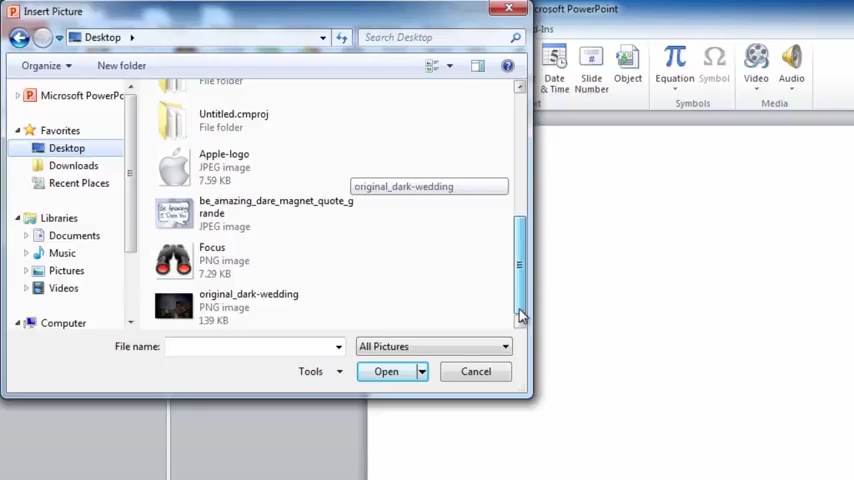 Insert Picture
icrosoft PowerPoint
Desktop
Search Desktop
d-Ins
Organize
New folder
Date & Time
Slide Number
Object
Equation
Symbol
Video
Audio
Symbols
Media
Microsoft PowerPo
Favorites
Desktop
Downloads
Recent Places
Libraries
Documents
Music
Pictures
Videos
Computer
File folder
Untitled.cmproj
File folder
Apple-logo
JPEG image
7.59 KB
original_dark-wedding
be_amazing_dare_magnet_quote_g
rande
JPEG image
Focus
PNG image
7.29 KB
original_dark-wedding
PNG image
139 KB
File name:
All Pictures
Tools
Open
Cancel